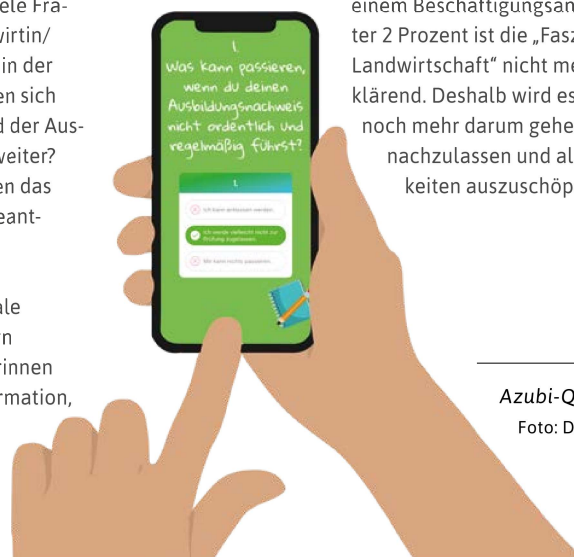 ele Fra-
wirtin/
in der
en sich
d der Aus-
weiter?
en das
eant-
ale
rn
rinnen
rmation,
1.
Was kann passieren,
wenn du deinen
Ausbildungsnachweis
nicht ordentlich und
regelmäßig führst?
1.
Ich kann entlassen werden.
Ich werde vielleicht nicht zur
Prüfung zugelassen.
Mir kann nichts passieren.
einem Beschäftigungsan
ter 2 Prozent ist die „Fasz
Landwirtschaft“ nicht me
klärend. Deshalb wird es
noch mehr darum gehe
nachzulassen und al
keiten auszuschöp
Azubi-Q
Foto: D